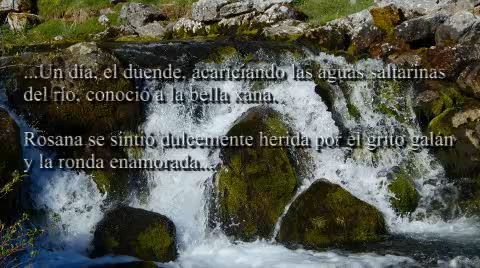 ...Un día, el duende, acariciando las aguas saltarinas
del río, conoció a la bella xana.
Rosana se sintió dulcemente herida por el grito galán
y la ronda enamorada...